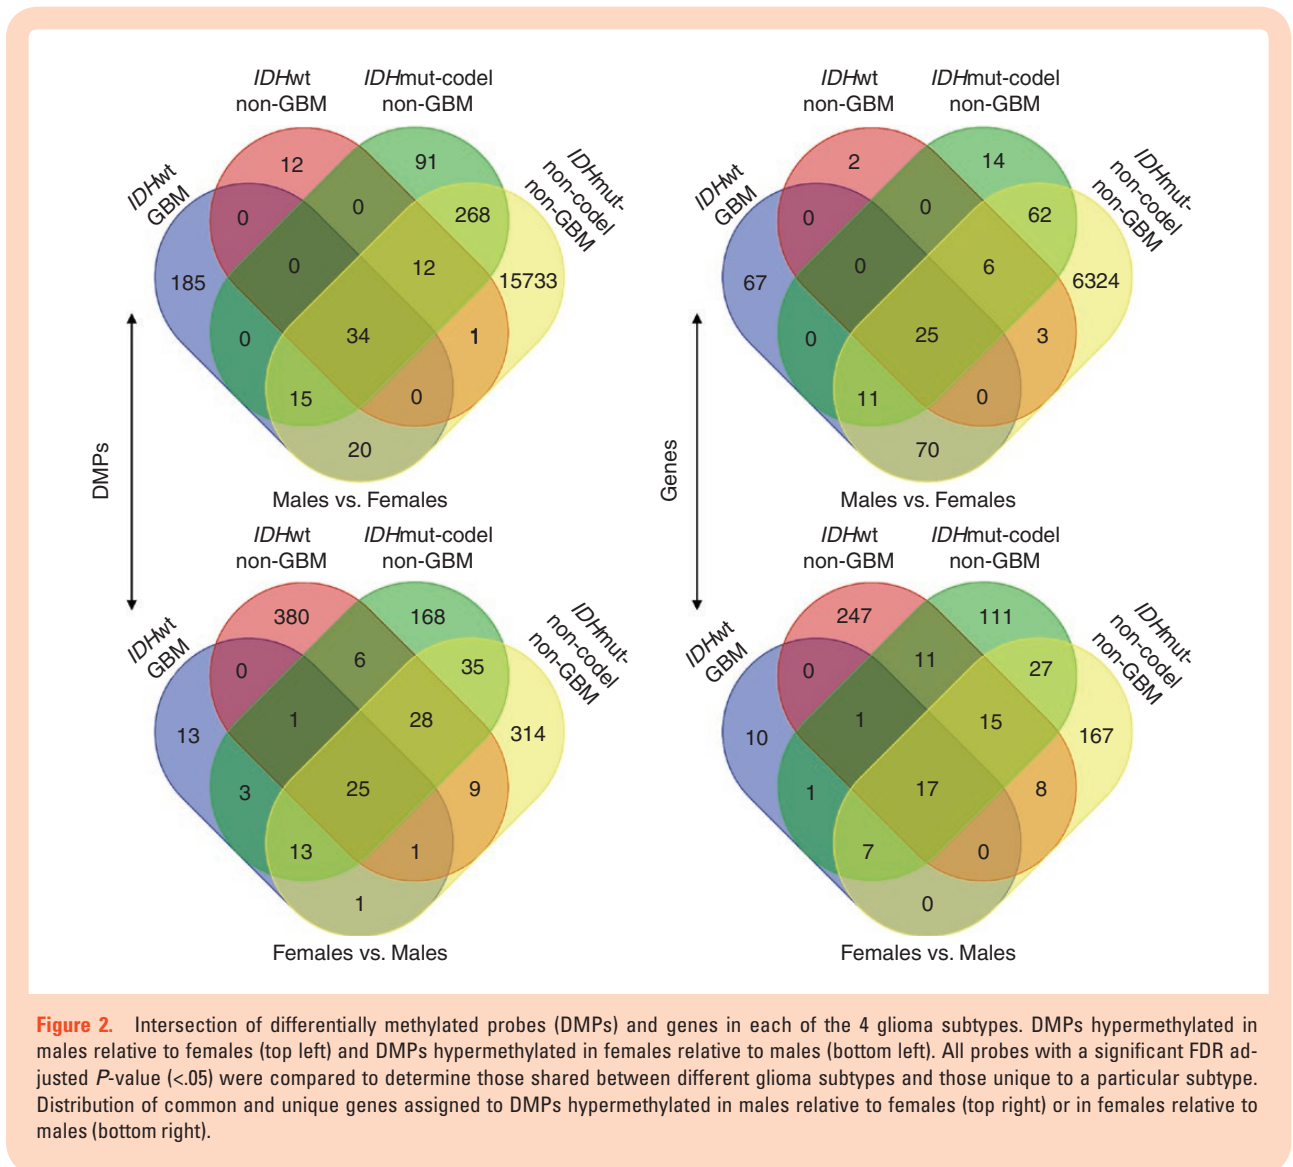 IDHwt
non-GBM
IDHmut-codel
non-GBM
IDHwt
GBM
IDHmut-
non-codel
non-GBM
12
91
0
0
268
185
0
12
15733
0
34
1
15
0
20
Males vs. Females
IDHwt
non-GBM
IDHmut-codel
non-GBM
IDHwt
GBM
IDHmut-
non-codel
non-GBM
2
14
0
0
62
67
0
6
6324
0
25
3
11
0
70
Males vs. Females
DMPs
Genes
IDHwt
non-GBM
IDHmut-codel
non-GBM
IDHwt
GBM
IDHmut-
non-codel
non-GBM
380
168
0
6
35
13
1
28
314
3
25
9
13
1
1
Females vs. Males
IDHwt
non-GBM
IDHmut-codel
non-GBM
IDHwt
GBM
IDHmut-
non-codel
non-GBM
247
111
0
11
27
10
1
15
167
1
17
8
7
0
0
Females vs. Males
Figure 2. Intersection of differentially methylated probes (DMPs) and genes in each of the 4 glioma subtypes. DMPs hypermethylated in
males relative to females (top left) and DMPs hypermethylated in females relative to males (bottom left). All probes with a significant FDR ad-
justed P-value (<.05) were compared to determine those shared between different glioma subtypes and those unique to a particular subtype.
Distribution of common and unique genes assigned to DMPs hypermethylated in males relative to females (top right) or in females relative to
males (bottom right).